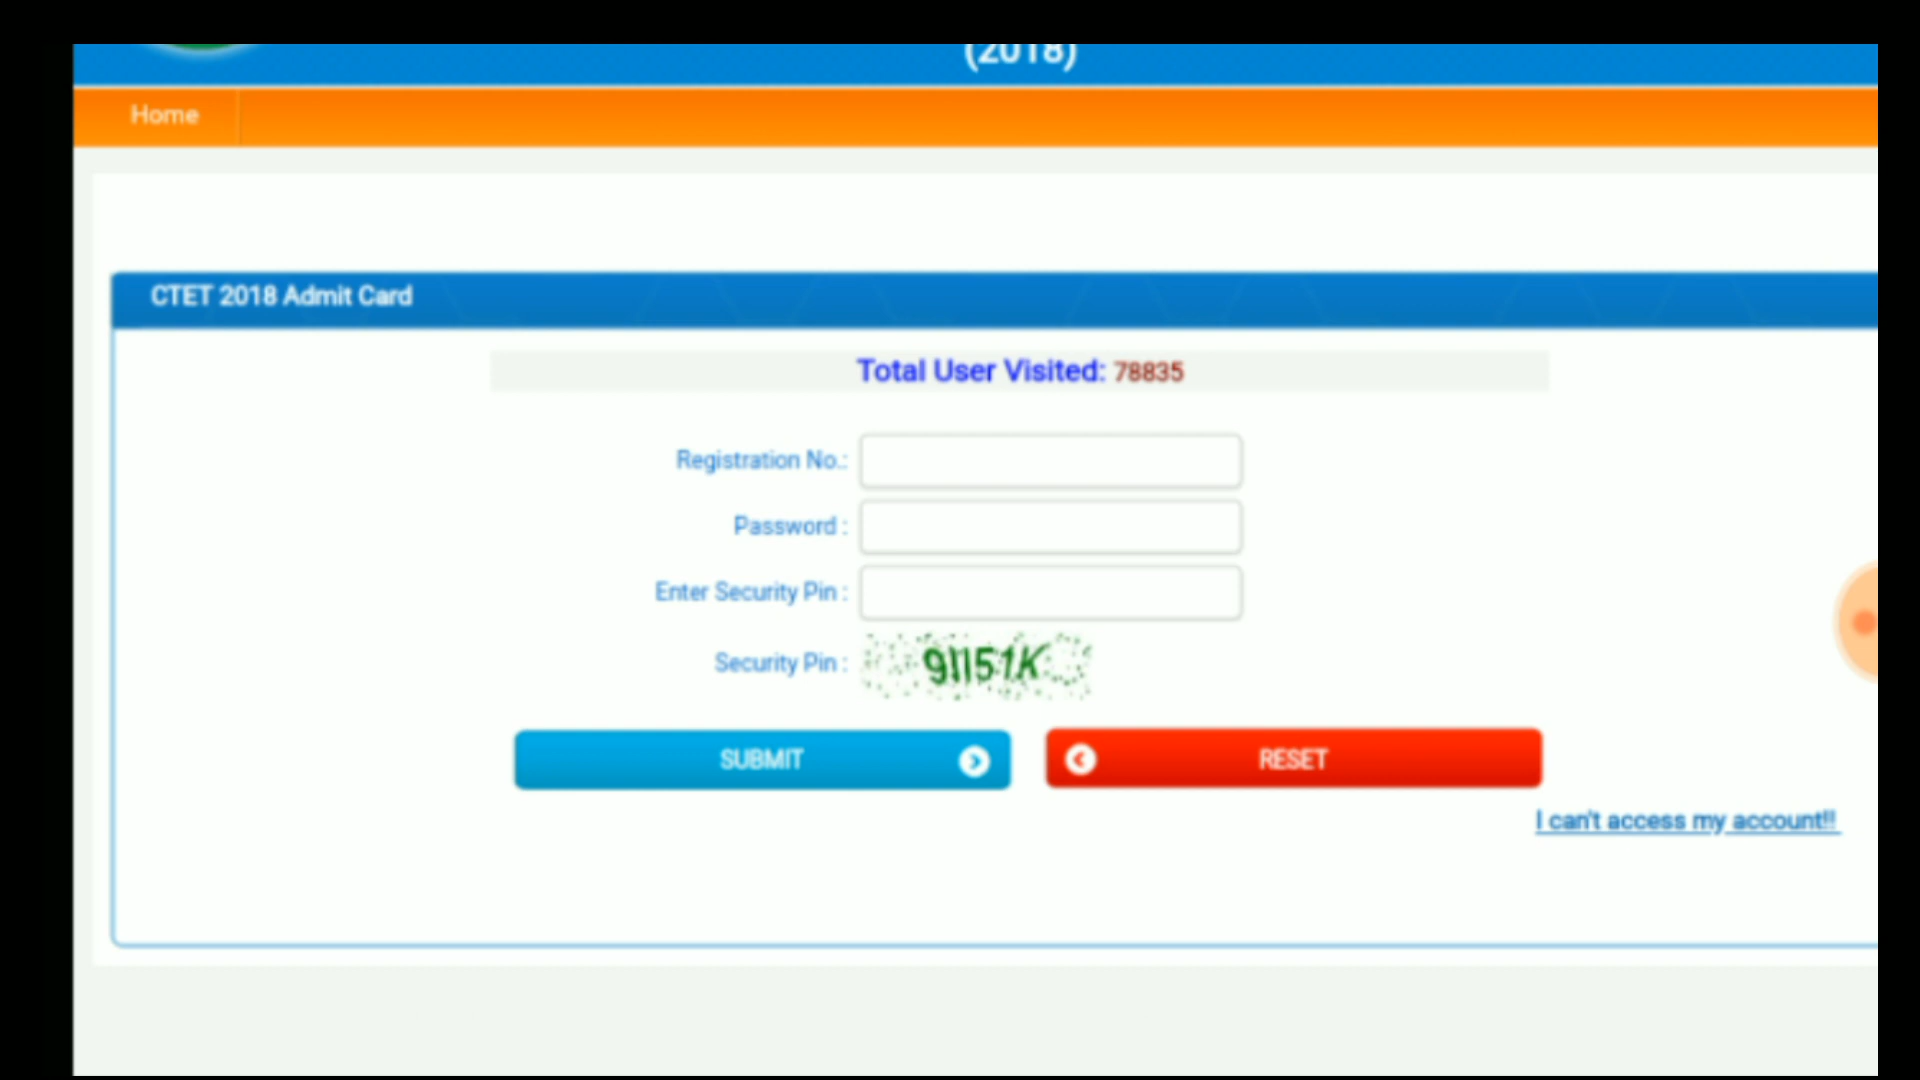 (2018)
Home
CTET 2018 Admit Card
Total User Visited: 78835
Registration No.:
Password :
Enter Security Pin :
Security Pin :
SUBMIT
RESET
I can't access my account!!